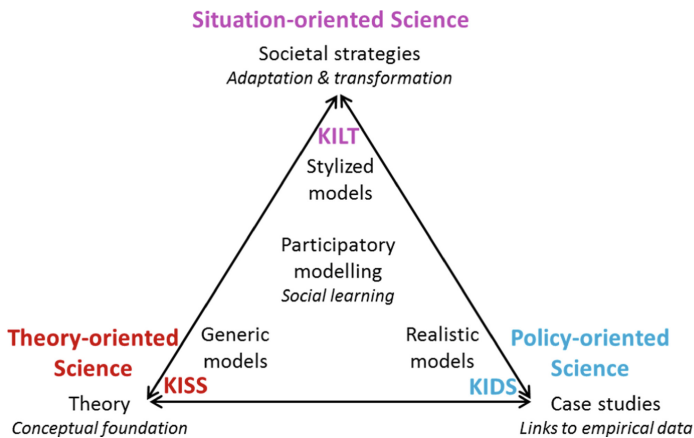 Situation-oriented Science
Societal strategies
Adaptation & transformation
KILT
Stylized
models
Participatory
modelling
Social learning
Theory-oriented
Science
Generic
models
Realistic
models
Policy-oriented
Science
KISS
KIDS
Theory
Conceptual foundation
Case studies
Links to empirical data